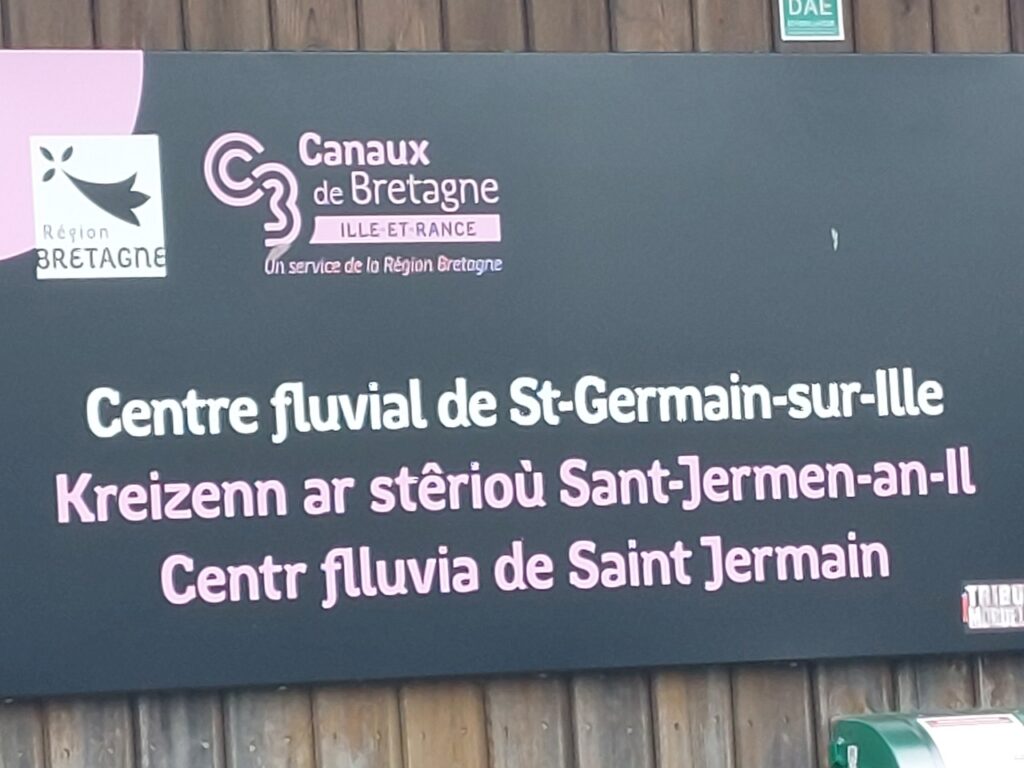 DAE
Région
BRETAGNE
Canaux
de Bretagne
ILLE-ET-RANCE
Un service de la Région Bretagne
Centre fluvial de St-Germain-sur-Ille
Kreizenn ar stêrioù Sant-Jermen-an-Il
Centr flluvia de Saint Jermain